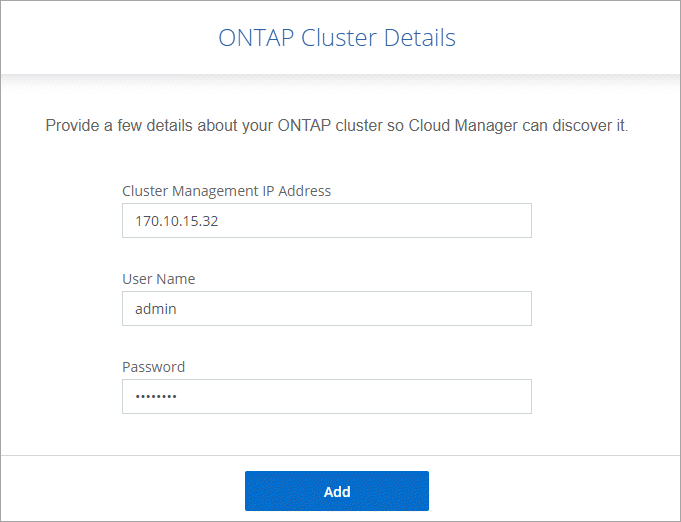 ONTAP Cluster Details
Provide a few details about your ONTAP cluster so Cloud Manager can discover it.
Cluster Management IP Address
170.10.15.32
User Name
admin
Password
••••••••
Add